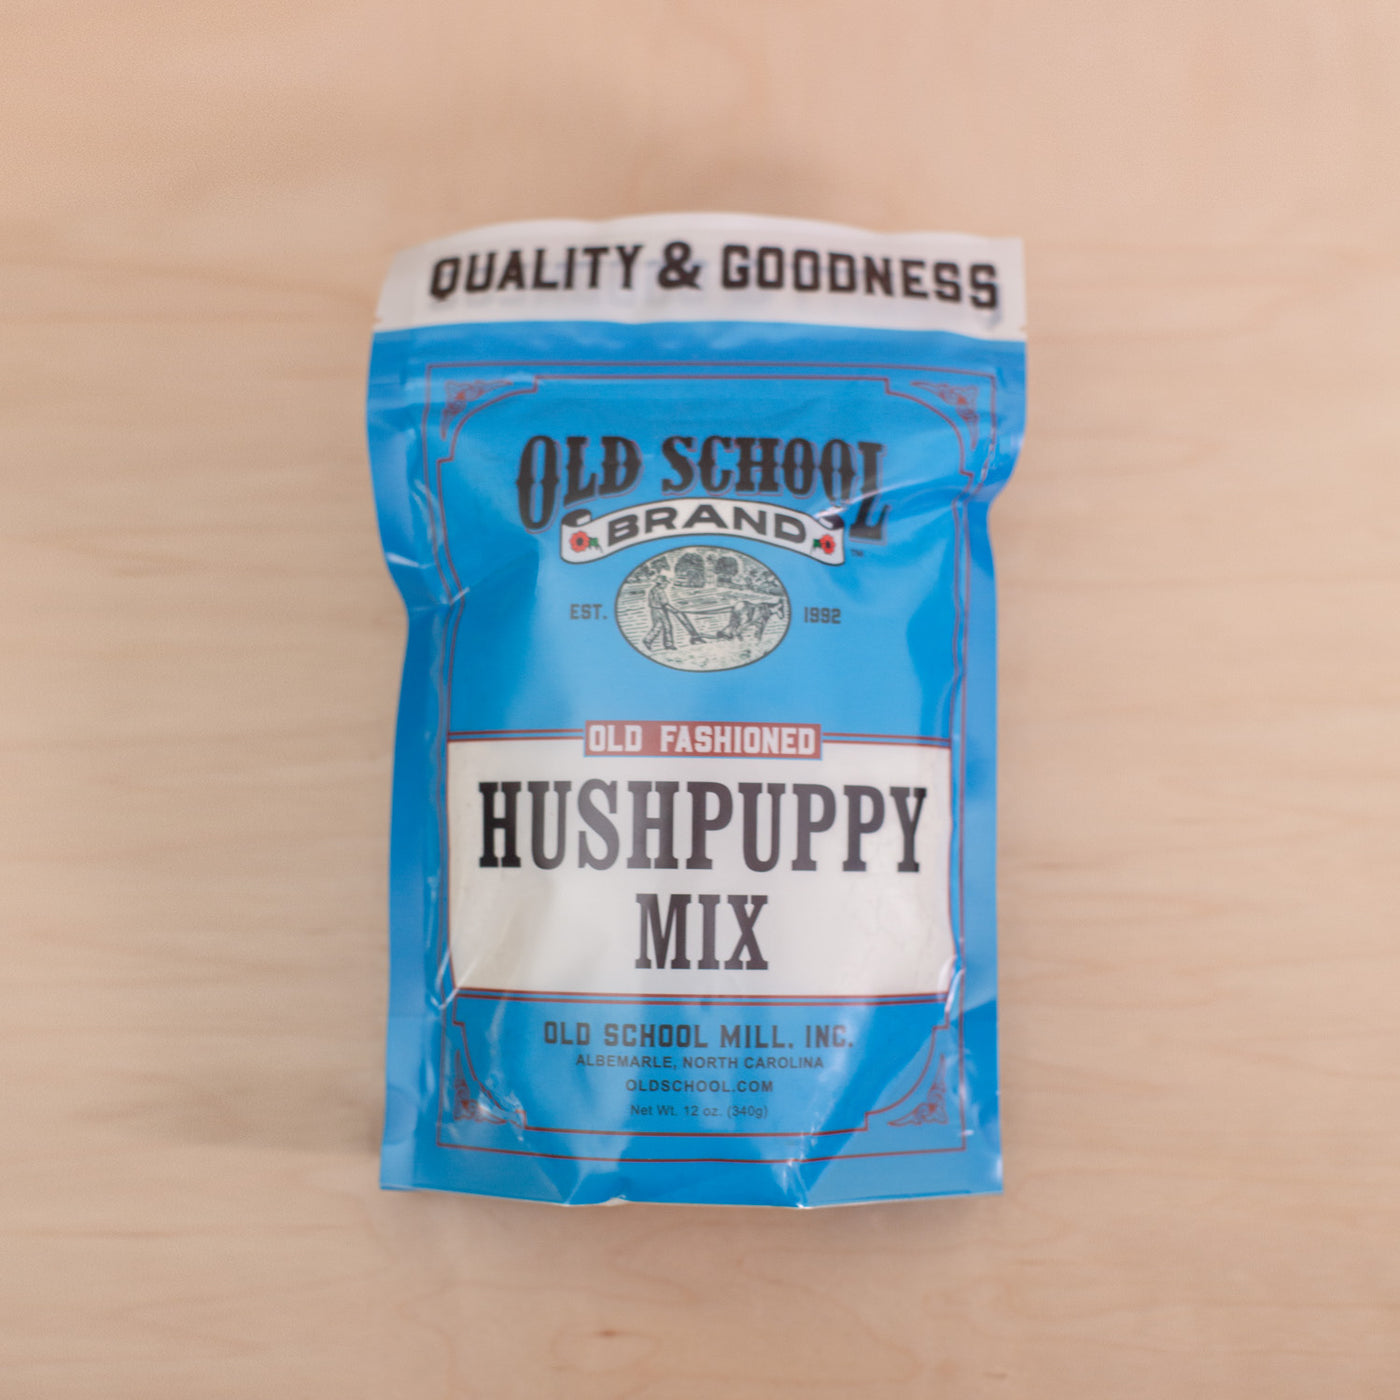 QUALITY & GOODNESS
OLD SCHOOL
BRAND
TM
EST. 1992
OLD FASHIONED
HUSHPUPPY
MIX
OLD SCHOOL MILL, INC.
ALBEMARLE, NORTH CAROLINA
OLDSCHOOL.COM
Net Wt. 12 oz. (340g)